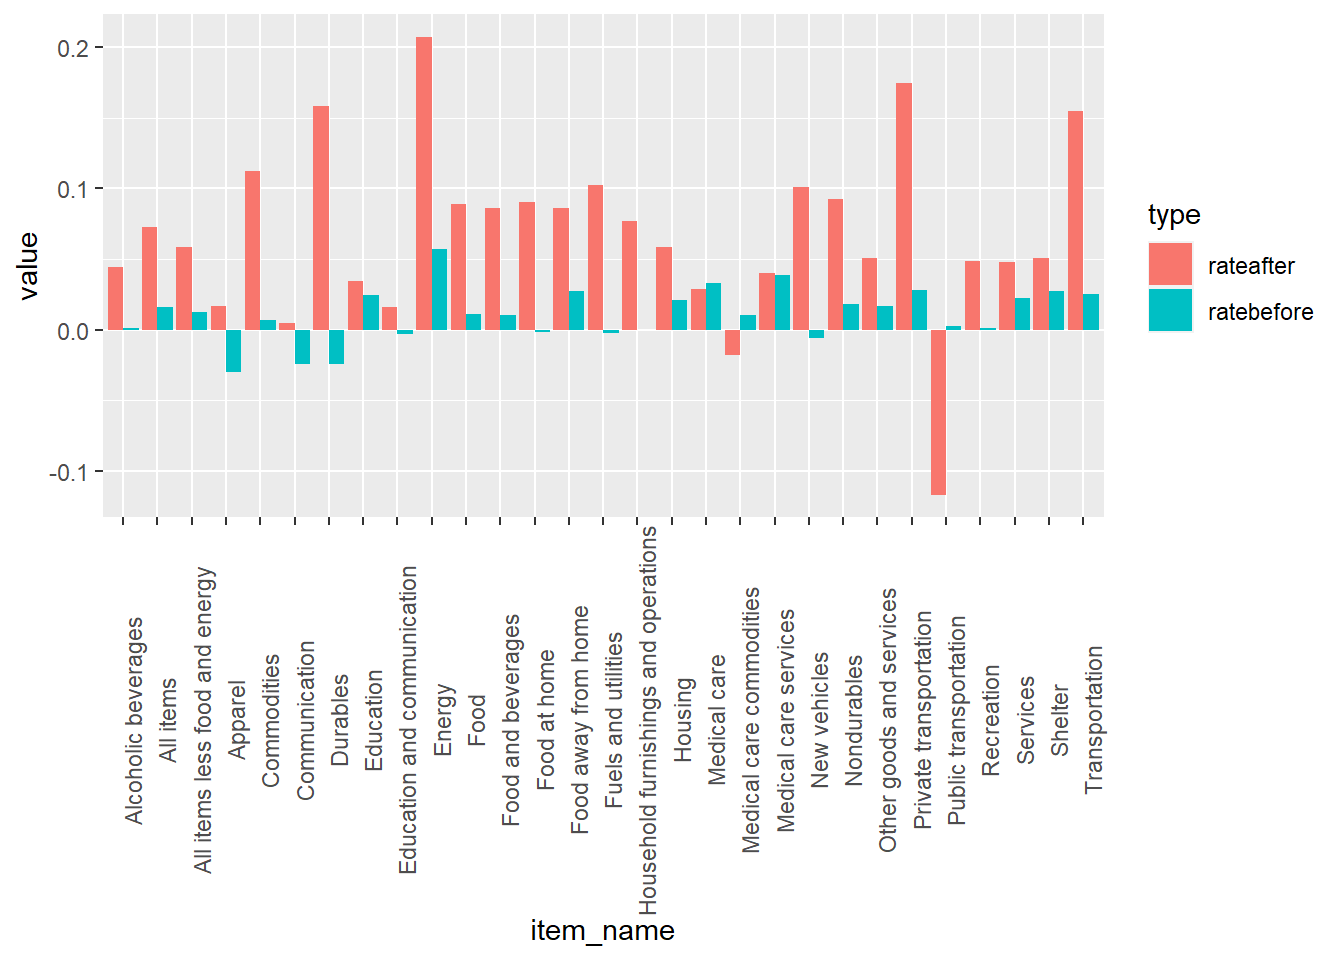 0.2
0.1
0.0
-0.1
value
Alcoholic beverages
All items
All items less food and energy
Apparel
Commodities
Communication
Durables
Education
Education and communication
Energy
Food
Food and beverages
Food at home
Food away from home
Fuels and utilities
Household furnishings and operations
Housing
Medical care
Medical care commodities
Medical care services
New vehicles
Nondurables
Other goods and services
Private transportation
Public transportation
Recreation
Services
Shelter
Transportation
item_name
type
rateafter
ratebefore